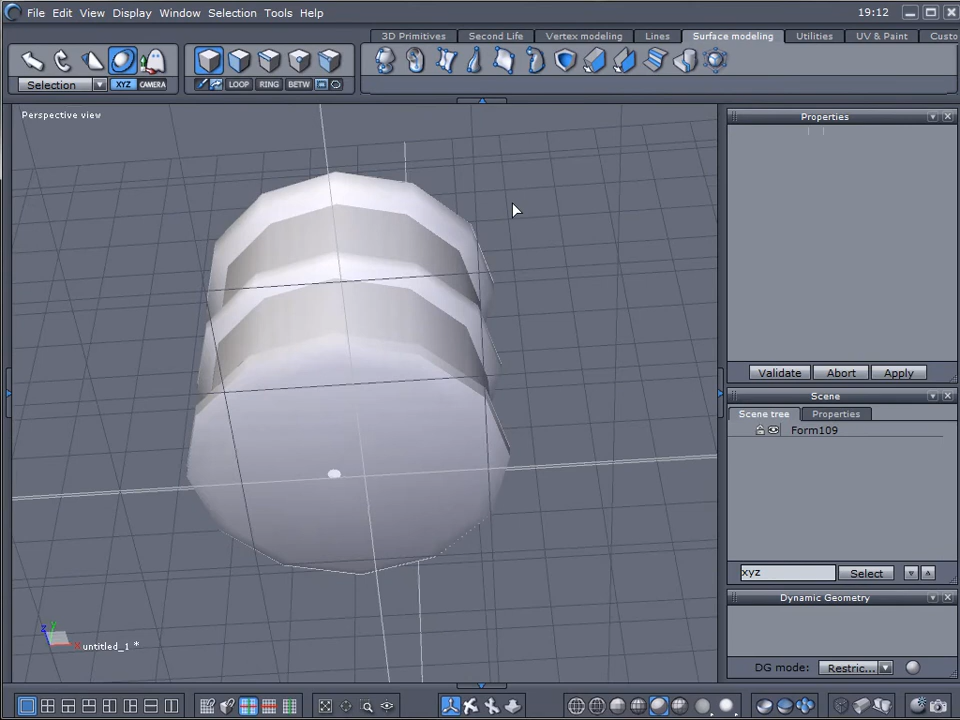 File Edit View Display Window Selection Tools Help 19:12
3D Primitives Second Life Vertex modeling Lines Surface modeling Utilities UV & Paint Custo
Selection XYZ CAMERA LOOP RING BETW
Perspective view
Properties
Validate Abort Apply
Scene
Scene tree Properties
Form109
xyz Select
Dynamic Geometry
untitled_1 *
DG mode: Restric...